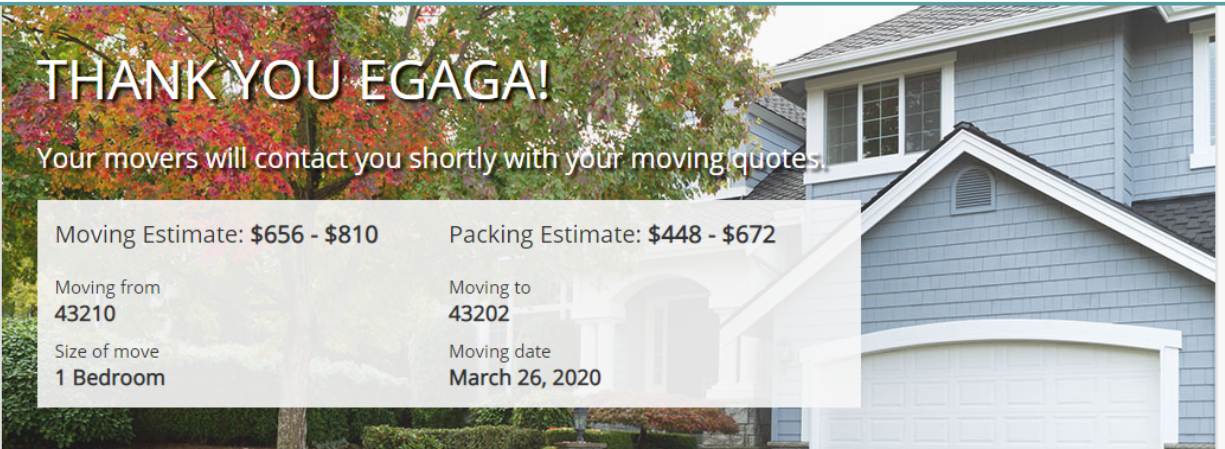 THANK YOU EGAGA!
Your movers will contact you shortly with your moving quotes.
Moving Estimate: $656 - $810
Packing Estimate: $448 - $672
Moving from
43210
Moving to
43202
Size of move
1 Bedroom
Moving date
March 26, 2020